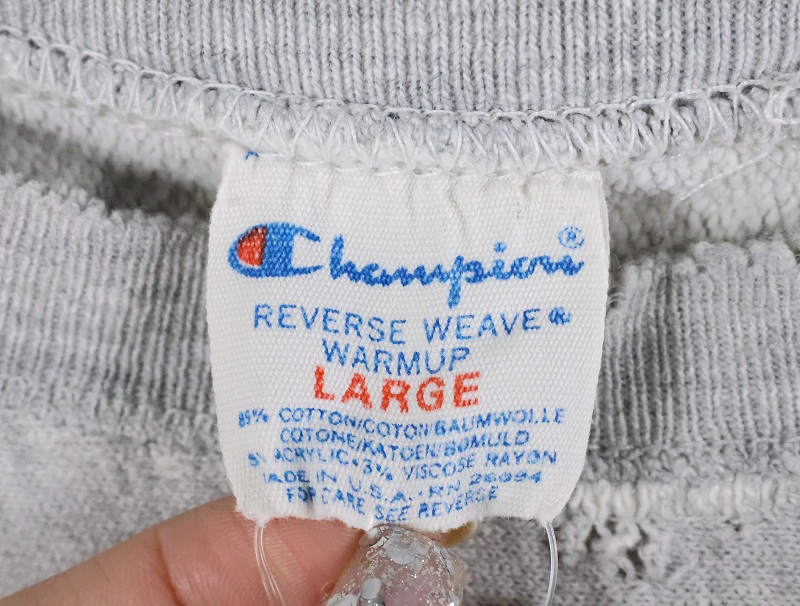 Champion®
REVERSE WEAVE®
WARMUP
LARGE
89% COTTON/COTON/BAUMWOLLE
COTONE/KATOEN/BOMULD
ACRYLIC•3% VISCOSE RAYON
MADE IN U.S.A.•RN 26094
FOR CARE SEE REVERSE